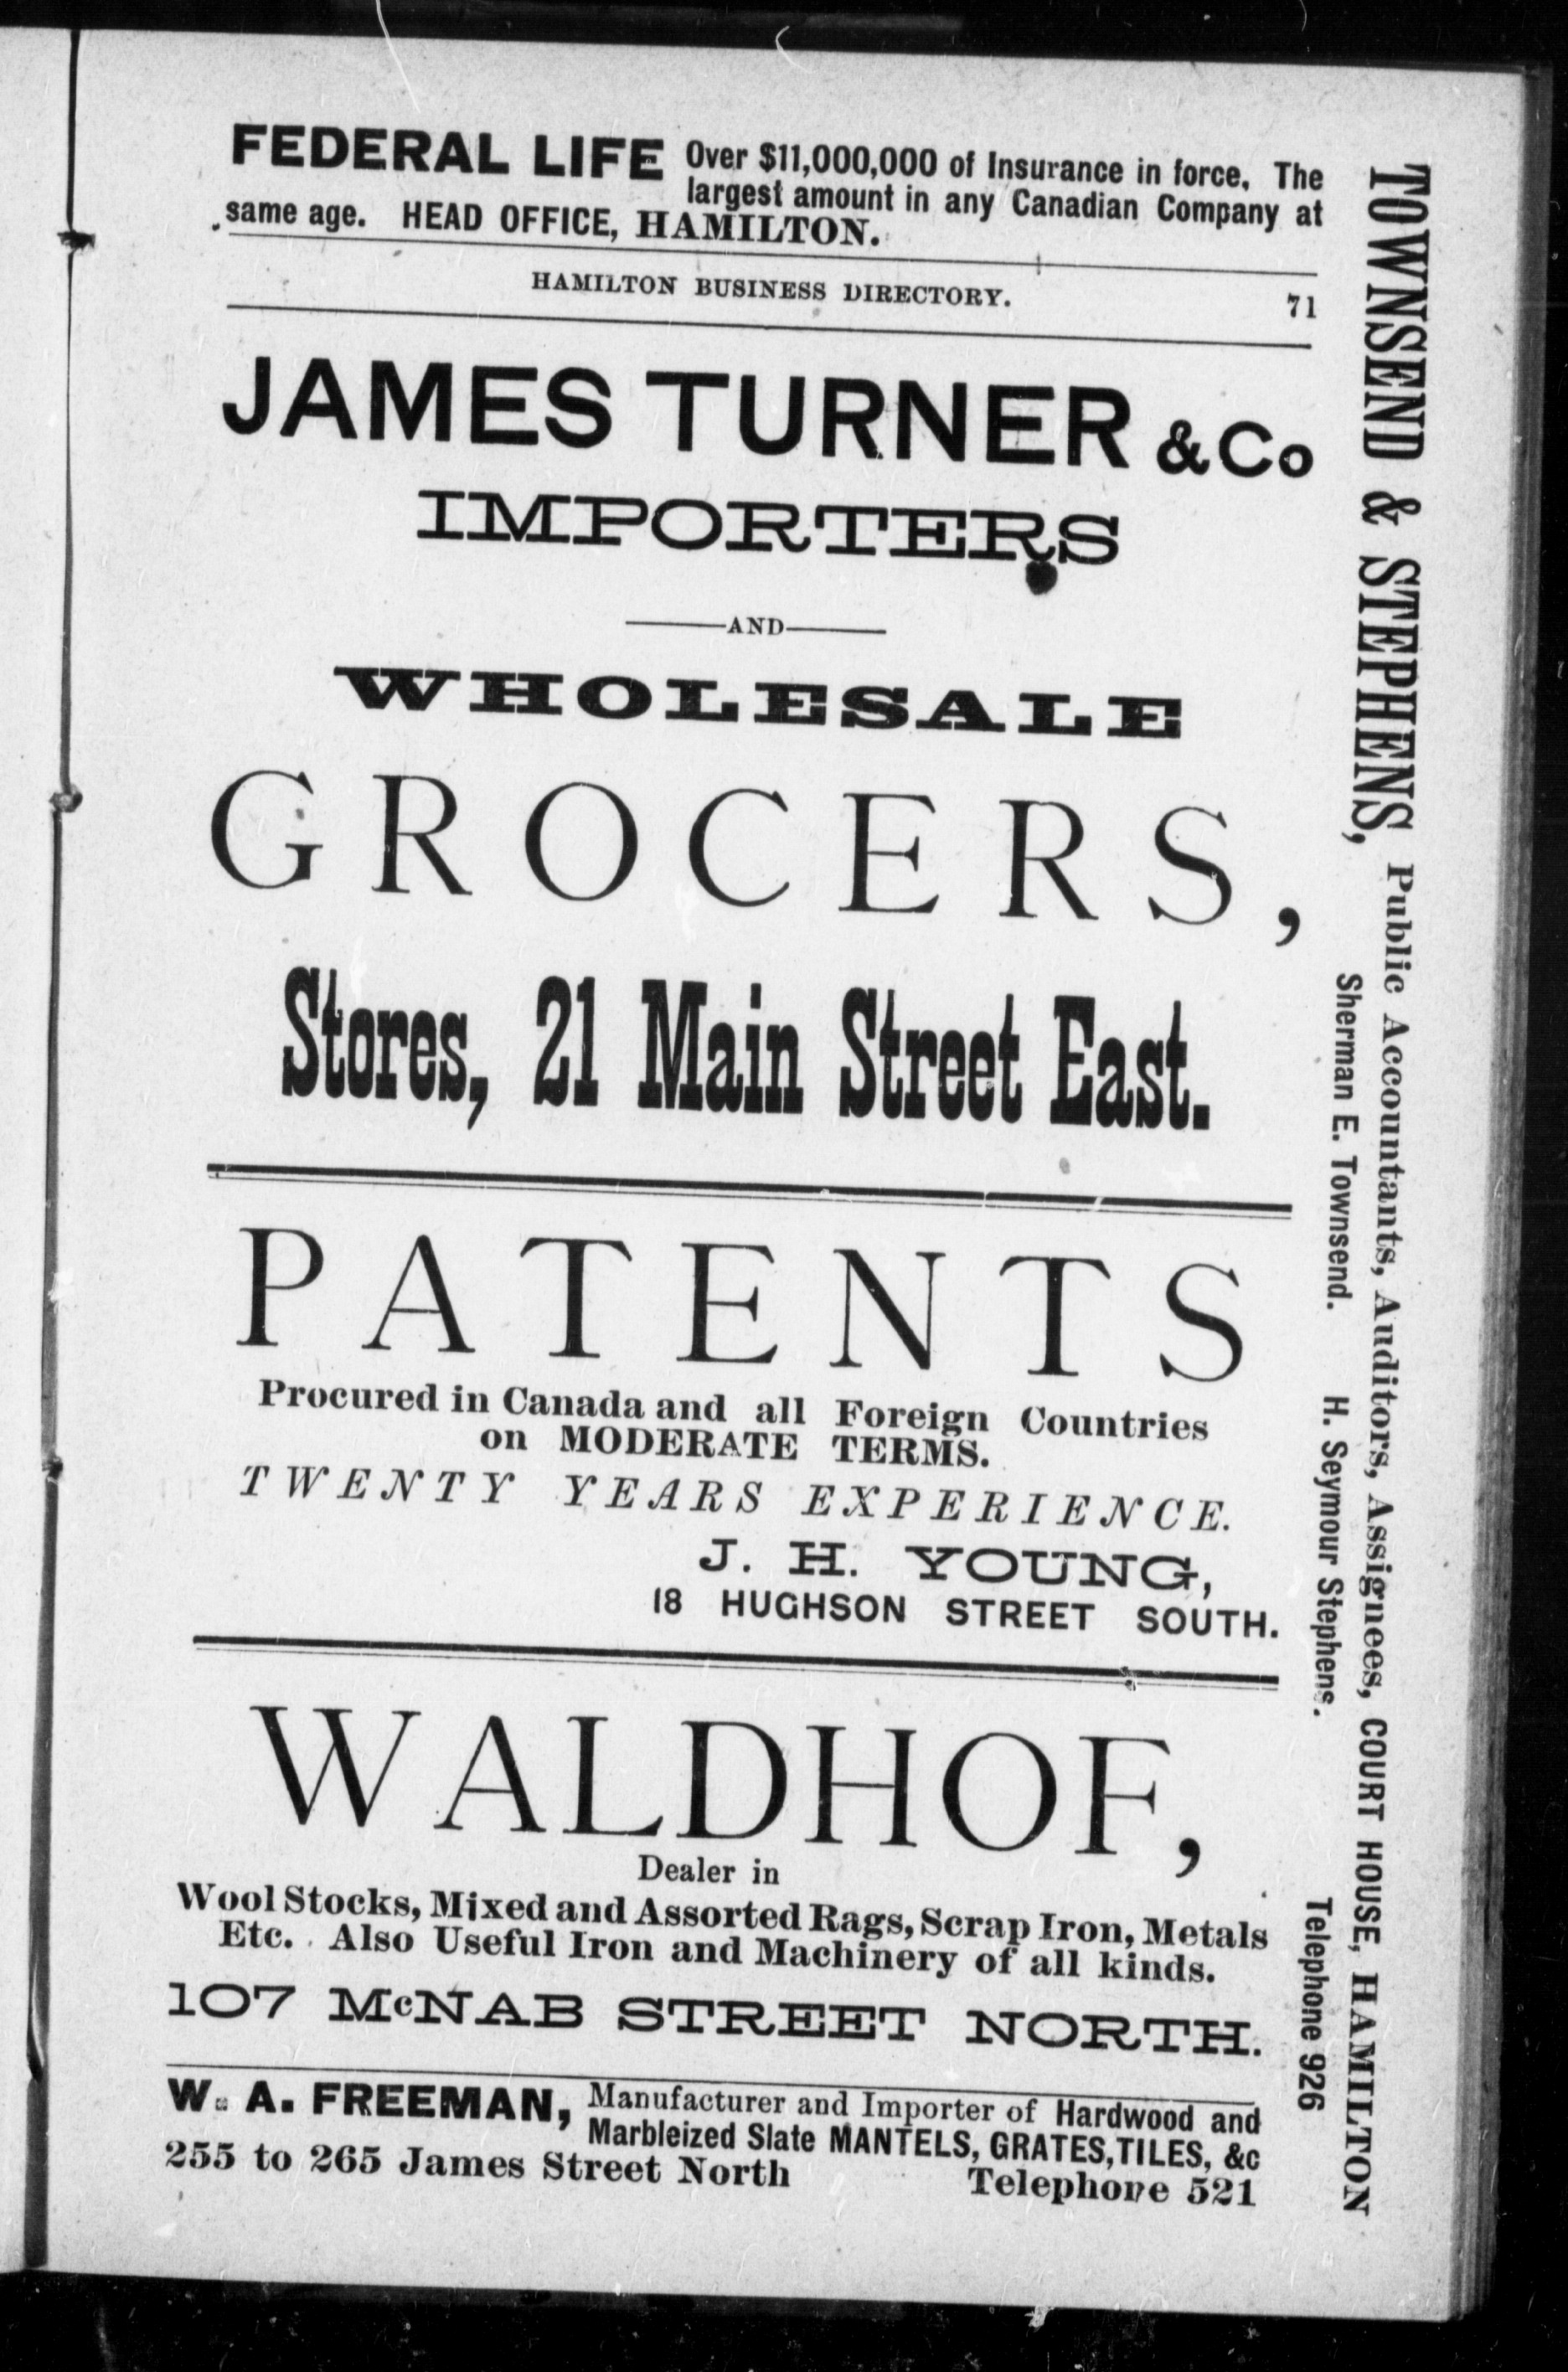 FEDERAL LIFE Over $11,000,000 of Insurance in force. The
largest amount in any Canadian Company at
same age. HEAD OFFICE, HAMILTON.
HAMILTON BUSINESS DIRECTORY. 71
JAMES TURNER & Co
IMPORTERS
AND
WHOLESALE
GROCERS,
Stores, 21 Main Street East.
PATENTS
Procured in Canada and all Foreign Countries
on MODERATE TERMS.
TWENTY YEARS EXPERIENCE.
J. H. YOUNG,
18 HUGHSON STREET SOUTH.
WALDHOF,
Dealer in
Wool Stocks, Mixed and Assorted Rags, Scrap Iron, Metals
Etc. Also Useful Iron and Machinery of all kinds.
107 McNAB STREET NORTH.
W. A. FREEMAN, Manufacturer and Importer of Hardwood and
Marbleized Slate MANTELS, GRATES, TILES, &c
255 to 265 James Street North Telephone 521
TOWNSEND & STEPHENS, Public Accountants, Auditors, Assignees, COURT HOUSE, HAMILTON
Sherman E. Townsend. H. Seymour Stephens. Telephone 926